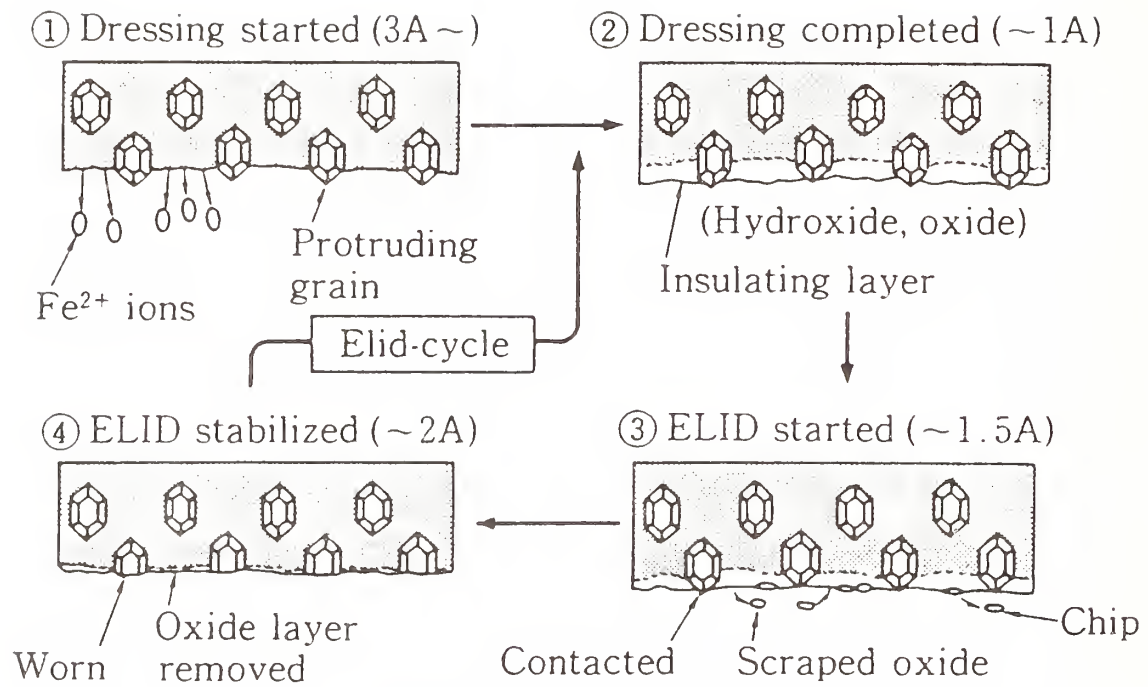 ① Dressing started (3A ~)
② Dressing completed (~1A)
Fe²⁺ ions
Protruding
grain
(Hydroxide, oxide)
Insulating layer
Elid-cycle
④ ELID stabilized (~2A)
③ ELID started (~1.5A)
Worn
Oxide layer
removed
Contacted
Scraped oxide
Chip